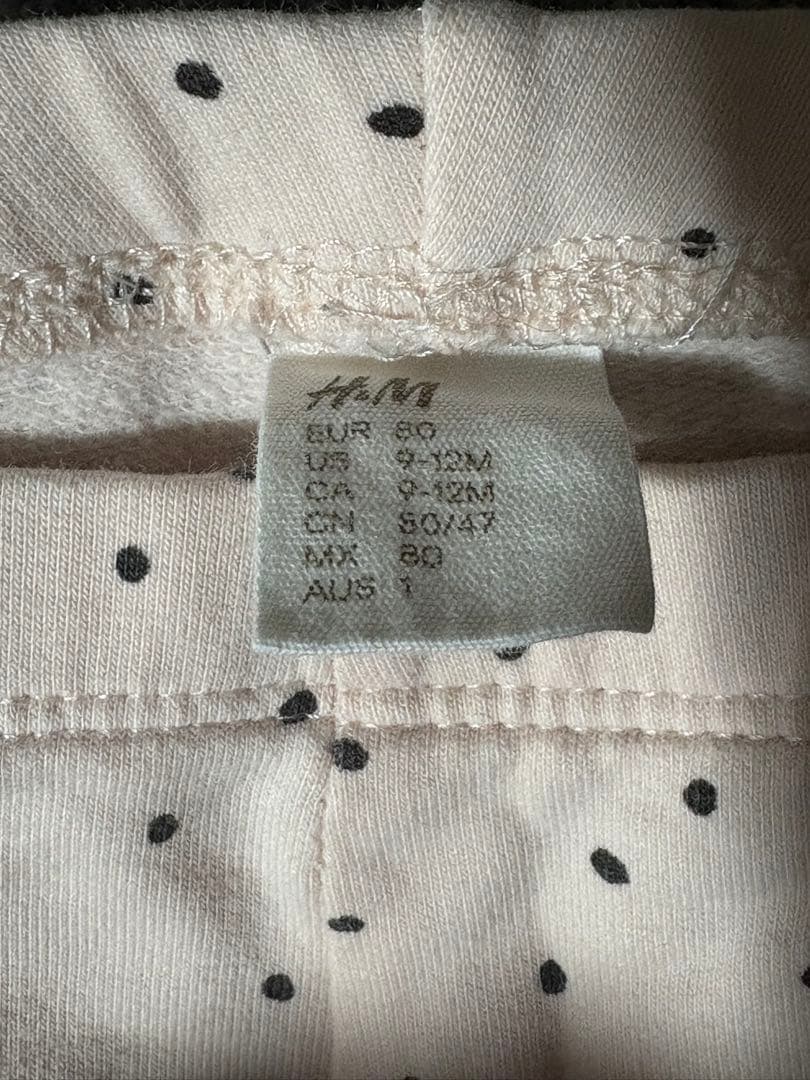 H&M
EUR 80
US 9-12M
CA 9-12M
CN 80/47
MX 80
AUS 1